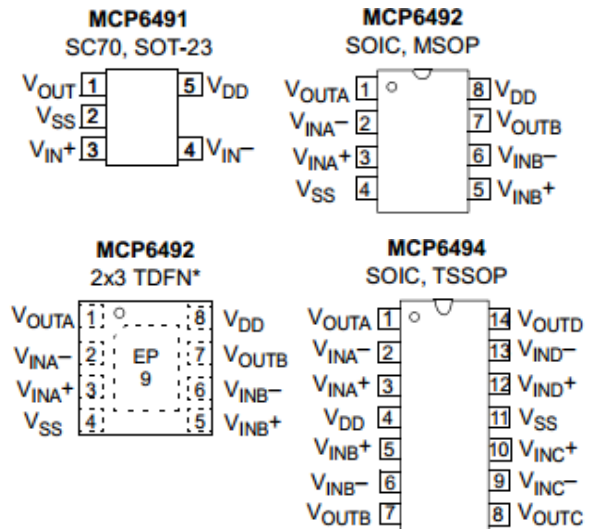 MCP6491
SC70, SOT-23
VOUT 1 5 VDD
VSS 2
VIN+ 3 4 VIN–
MCP6492
SOIC, MSOP
VOUTA 1 8 VDD
VINA– 2 7 VOUTB
VINA+ 3 6 VINB–
VSS 4 5 VINB+
MCP6492
2x3 TDFN*
VOUTA 1 8 VDD
VINA– 2 EP 7 VOUTB
VINA+ 3 9 6 VINB–
VSS 4 5 VINB+
MCP6494
SOIC, TSSOP
VOUTA 1 14 VOUTD
VINA– 2 13 VIND–
VINA+ 3 12 VIND+
VDD 4 11 VSS
VINB+ 5 10 VINC+
VINB– 6 9 VINC–
VOUTB 7 8 VOUTC